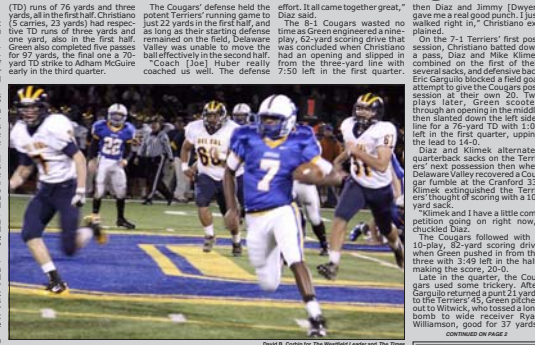 (TD) runs of 76 yards and three
yards, all in the first half. Christiano
(5 carries, 23 yards) had respec-
tive TD runs of three yards and
one yard, also in the first half.
Green also completed five passes
for 97 yards, the final one a 70-
yard TD strike to Adham McGuire
early in the third quarter.
The Cougars' defense held the
potent Terriers' running game to
just 22 yards in the first half, and
as long as their starting defense
remained on the field, Delaware
Valley was unable to move the
ball effectively in the second half.
"Coach [Joe] Huber really
coached us well. The defense
effort. It all came together great,"
Diaz said.
The 8-1 Cougars wasted no
time as Green engineered a nine-
play, 62-yard scoring drive that
was concluded when Christiano
saw an opening and slipped in
from the three-yard line with
7:50 left in the first quarter.
then Diaz and Jimmy [Dwyer]
gave me a real good punch. I just
walked right in," Christiano ex-
plained.
On the 7-1 Terriers' first pos
session, Christiano batted down
a pass, Diaz and Mike Klime
combined on the first of the
several sacks, and defensive bac
Eric Garguilo blocked a field goa
attempt to give the Cougars pos
session at their own 20. Tw
plays later, Green scoote
through an opening in the middl
then slanted down the left side
line for a 76-yard TD with 1:0
left in the first quarter, uppin
the lead to 14-0.
Diaz and Klimek alternate
quarterback sacks on the Terri
ers' next possession then whe
Delaware Valley recovered a Cou
gar fumble at the Cranford 33
Klimek extinguished the Terri
ers' thought of scoring with a 10
yard sack.
"Klimek and I have a little com
petition going on right now,
chuckled Diaz.
The Cougars followed with
10-play, 82-yard scoring driv
when Green pushed in from th
three with 3:49 left in the hal
making the score, 20-0.
Late in the quarter, the Cou
gars used some trickery. Afte
Garguilo returned a punt 21 yard
to the Terriers' 45, Green pitche
out to Witwick, who tossed a lon
bomb to wide receiver Rya
Williamson, good for 37 yards
CONTINUED ON PAGE 2
7
22
60
DEL VAL
7
DEL VAL
61
David B. Corbin for The Westfield Leader and The Times